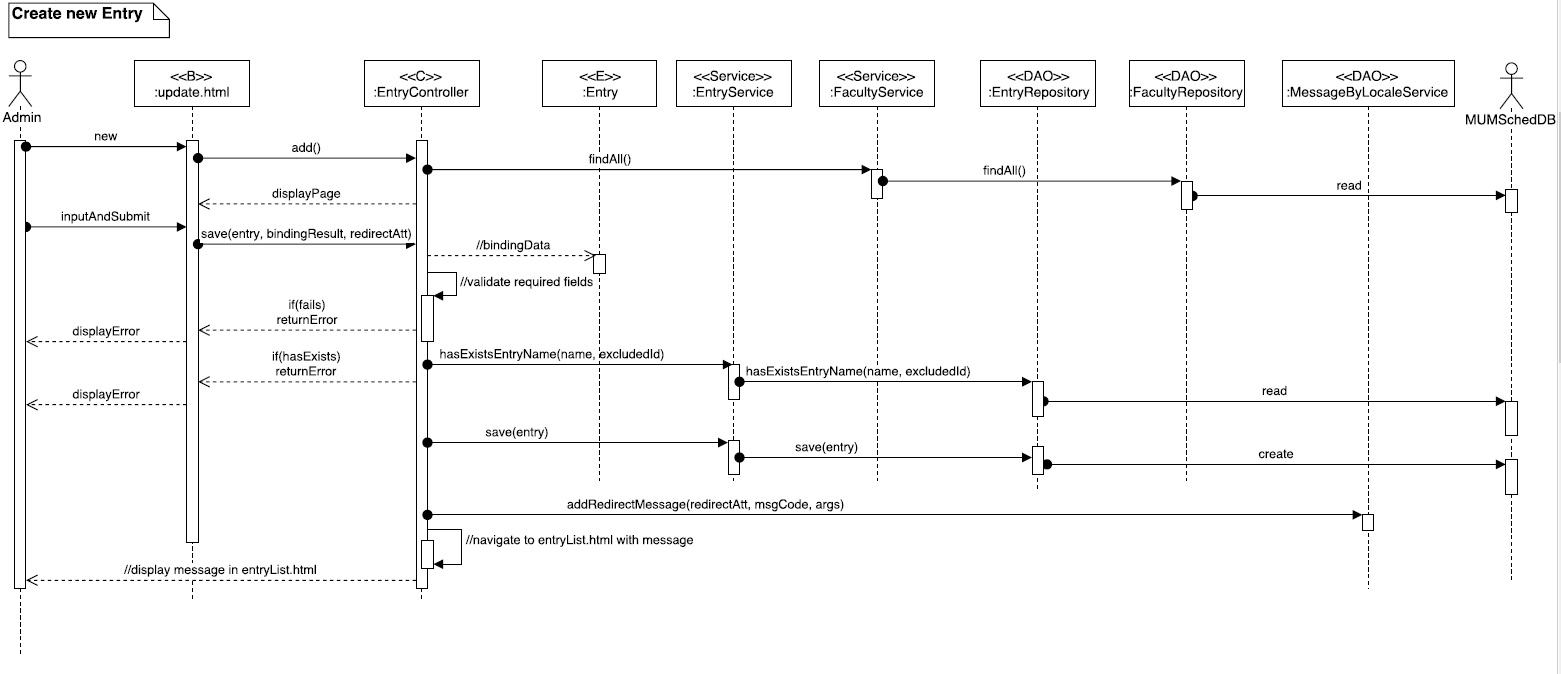 Create new Entry
<<B>>
:update.html
<<C>>
:EntryController
<<E>>
:Entry
<<Service>>
:EntryService
<<Service>>
:FacultyService
<<DAO>>
:EntryRepository
<<DAO>>
:FacultyRepository
<<DAO>>
:MessageByLocaleService
Admin
MUMSchedDB
new
add()
findAll()
findAll()
read
displayPage
inputAndSubmit
save(entry, bindingResult, redirectAtt)
//bindingData
//validate required fields
if(fails)
returnError
displayError
hasExistsEntryName(name, excludedId)
if(hasExists)
returnError
hasExistsEntryName(name, excludedId)
read
displayError
save(entry)
save(entry)
create
addRedirectMessage(redirectAtt, msgCode, args)
//navigate to entryList.html with message
//display message in entryList.html